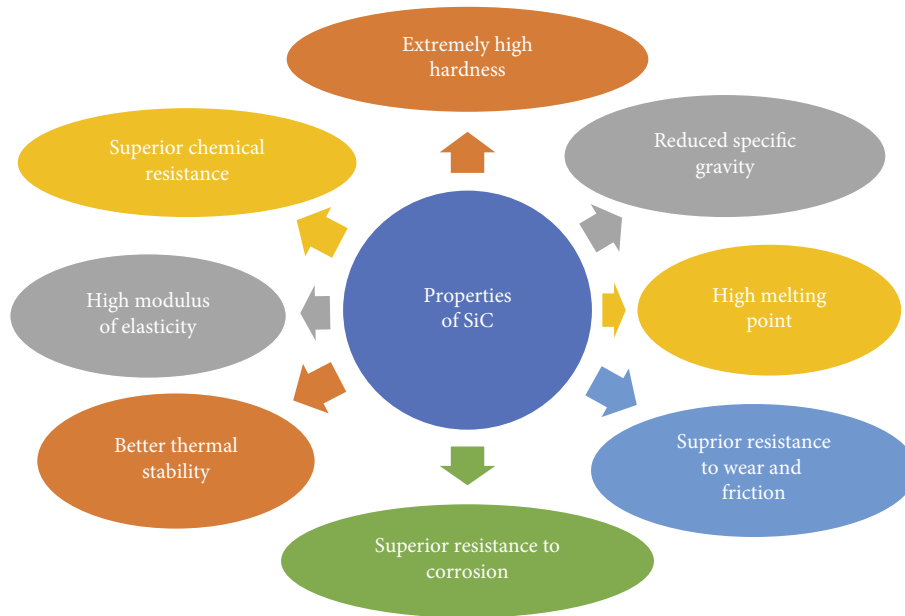 Extremely high
hardness
Superior chemical
resistance
Reduced specific
gravity
High modulus
of elasticity
Properties
of SiC
High melting
point
Better thermal
stability
Suprior resistance
to wear and
friction
Superior resistance to
corrosion